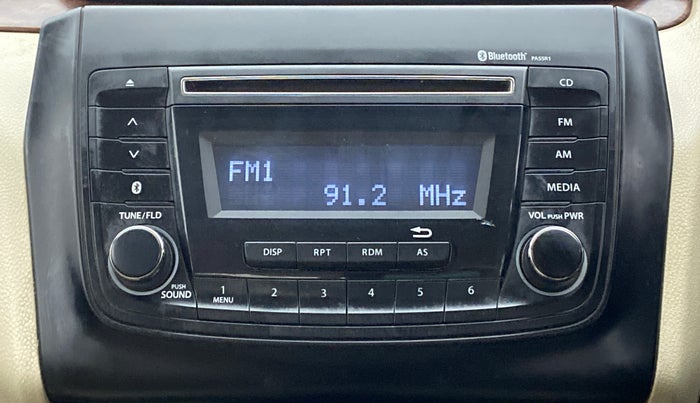 Bluetooth® PASSR1
CD
FM
AM
MEDIA
FM1
91.2 MHz
TUNE/FLD
VOL PUSH PWR
DISP RPT RDM AS
PUSH
SOUND
1 2 3 4 5 6
MENU